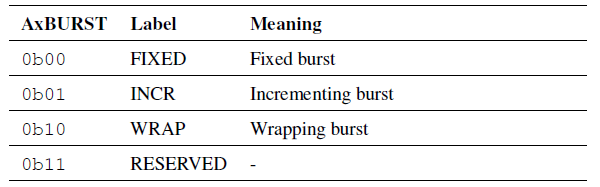 AxBURST Label Meaning
0b00 FIXED Fixed burst
0b01 INCR Incrementing burst
0b10 WRAP Wrapping burst
0b11 RESERVED -